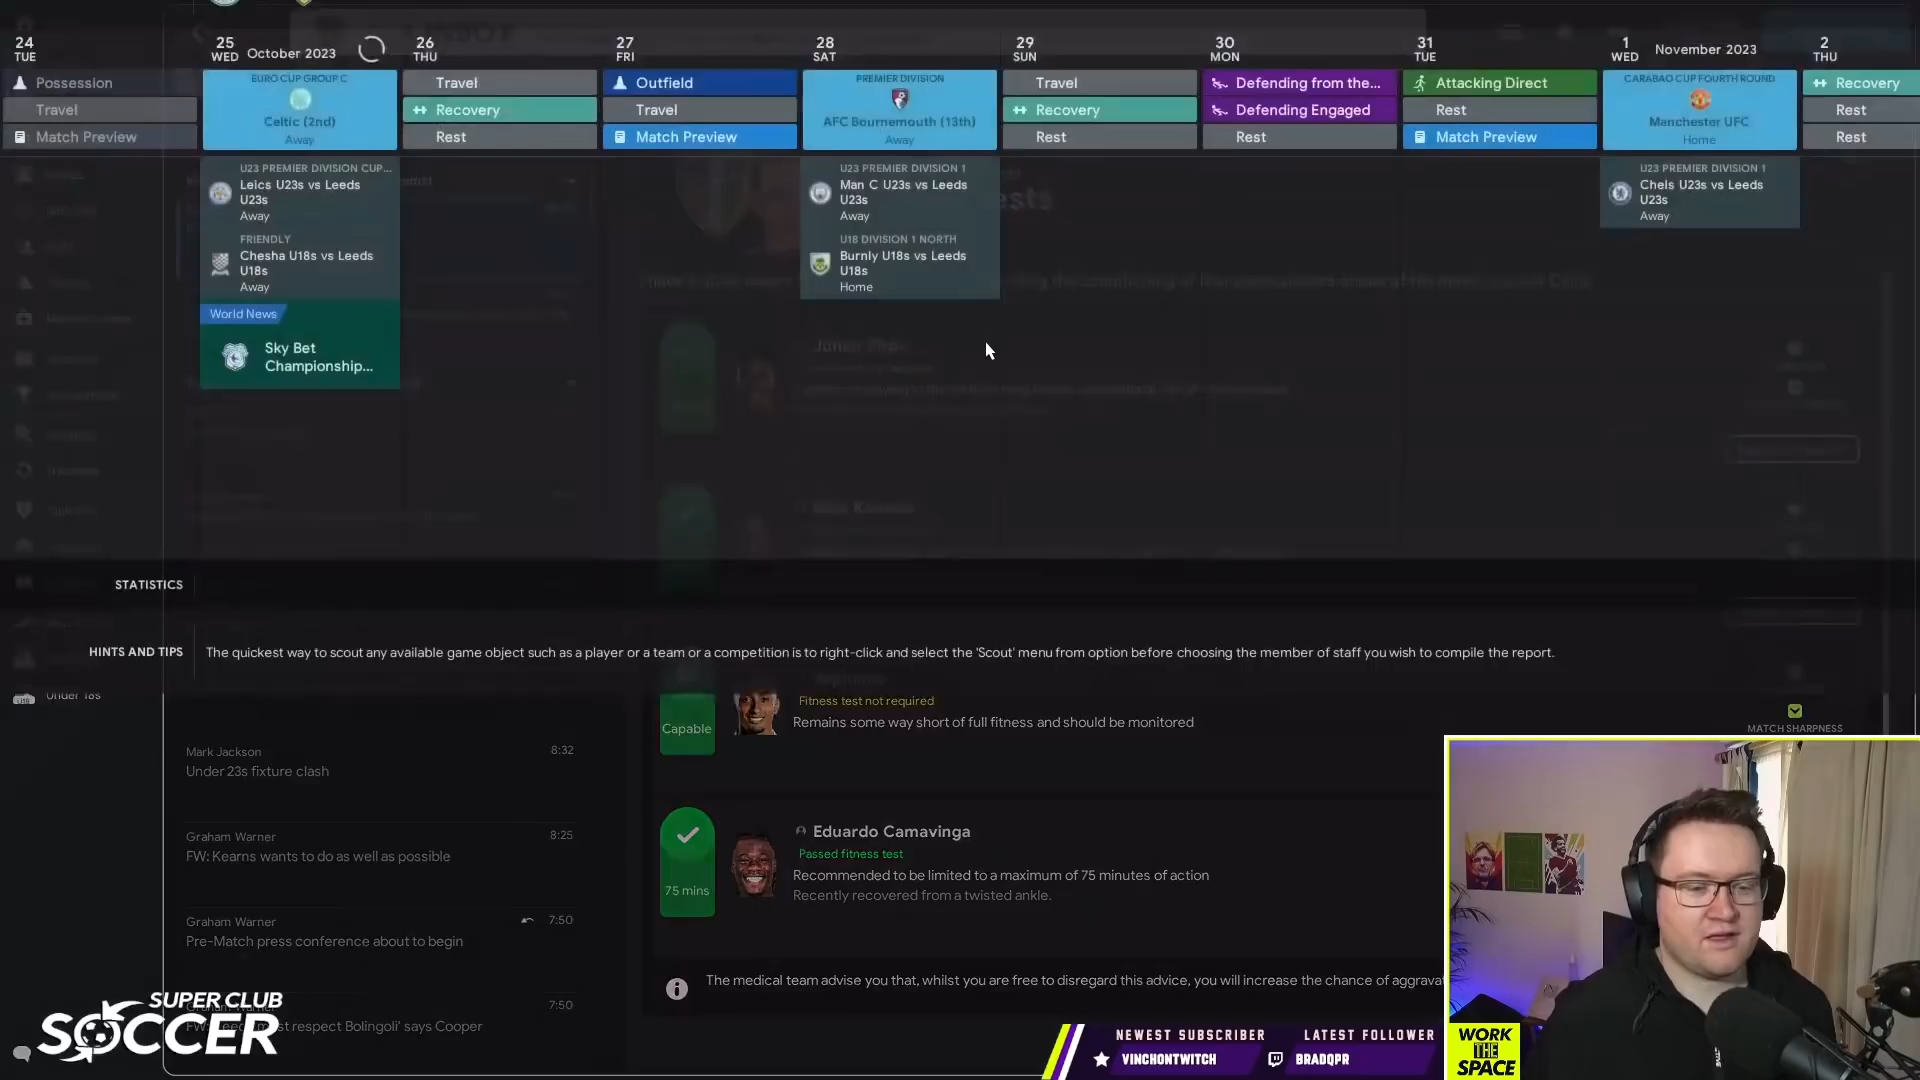 24
TUE
25
WED
October 2023
26
THU
27
FRI
28
SAT
29
SUN
30
MON
31
TUE
1
WED
November 2023
2
THU
Possession
Travel
Match Preview
EURO CUP GROUP C
Celtic (2nd)
Away
Travel
Recovery
Rest
Outfield
Travel
Match Preview
PREMIER DIVISION
AFC Bournemouth (13th)
Away
Travel
Recovery
Rest
Defending from the...
Defending Engaged
Rest
Attacking Direct
Rest
Match Preview
CARABAO CUP FOURTH ROUND
Manchester UFC
Home
Recovery
Rest
Rest
U23 PREMIER DIVISION CUP...
Leics U23s vs Leeds
U23s
Away
FRIENDLY
Chesha U18s vs Leeds
U18s
Away
World News
Sky Bet
Championship...
U23 PREMIER DIVISION 1
Man C U23s vs Leeds
U23s
Away
U18 DIVISION 1 NORTH
Burnly U18s vs Leeds
U18s
Home
U23 PREMIER DIVISION 1
Chels U23s vs Leeds
U23s
Away
STATISTICS
HINTS AND TIPS
The quickest way to scout any available game object such as a player or a team or a competition is to right-click and select the 'Scout' menu from option before choosing the member of staff you wish to compile the report.
Under 18s
Mark Jackson
8:32
Under 23s fixture clash
Graham Warner
8:25
FW: Kearns wants to do as well as possible
Graham Warner
7:50
Pre-Match press conference about to begin
Graham Warner
7:50
respect Bolingoli' says Cooper
Capable
Fitness test not required
Remains some way short of full fitness and should be monitored
MATCH SHARPNESS
75 mins
Eduardo Camavinga
Passed fitness test
Recommended to be limited to a maximum of 75 minutes of action
Recently recovered from a twisted ankle.
The medical team advise you that, whilst you are free to disregard this advice, you will increase the chance of aggrava
SUPER CLUB
SOCCER
NEWEST SUBSCRIBER
VINCHONTWITCH
LATEST FOLLOWER
BRADQPR
WORK
THE
SPACE